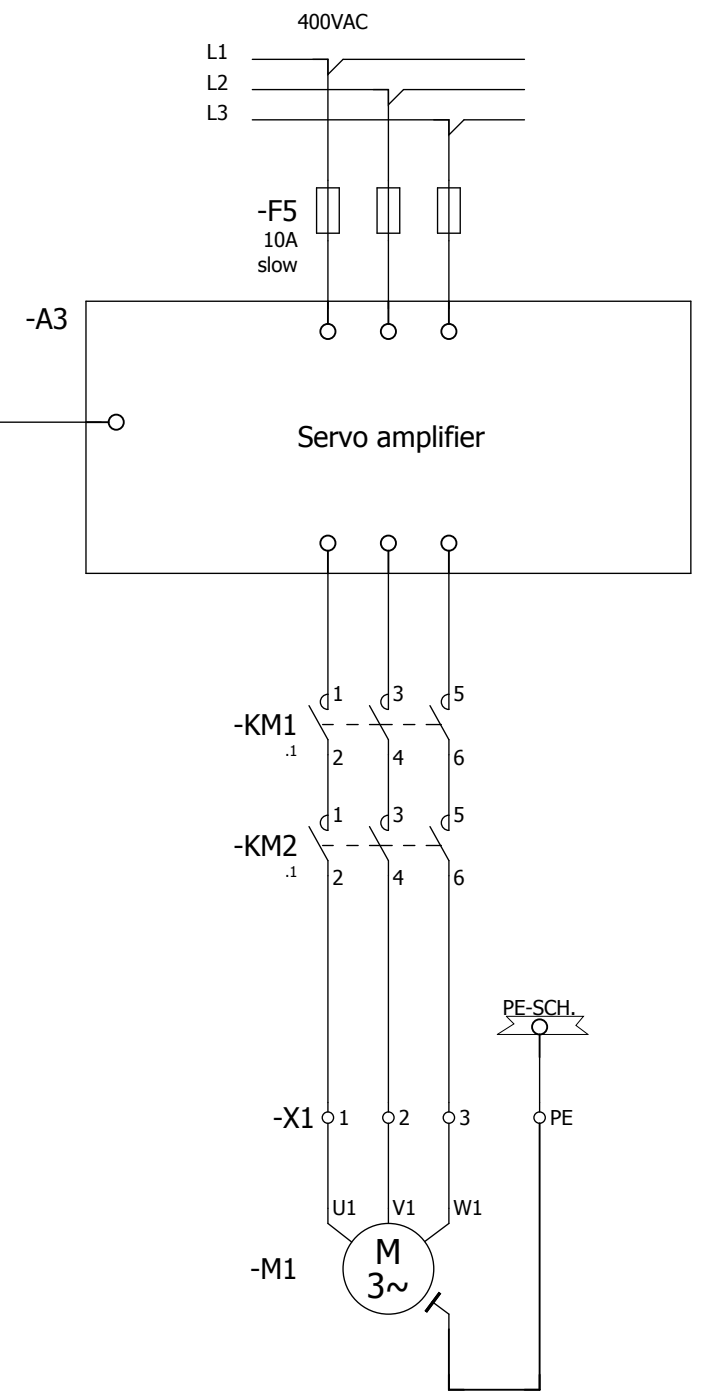 400VAC
L1
L2
L3
-F5
10A
slow
-A3
Servo amplifier
1 3 5
-KM1
.1
2 4 6
1 3 5
-KM2
.1
2 4 6
PE-SCH.
-X1 1 2 3 PE
U1 V1 W1
-M1
M
3~